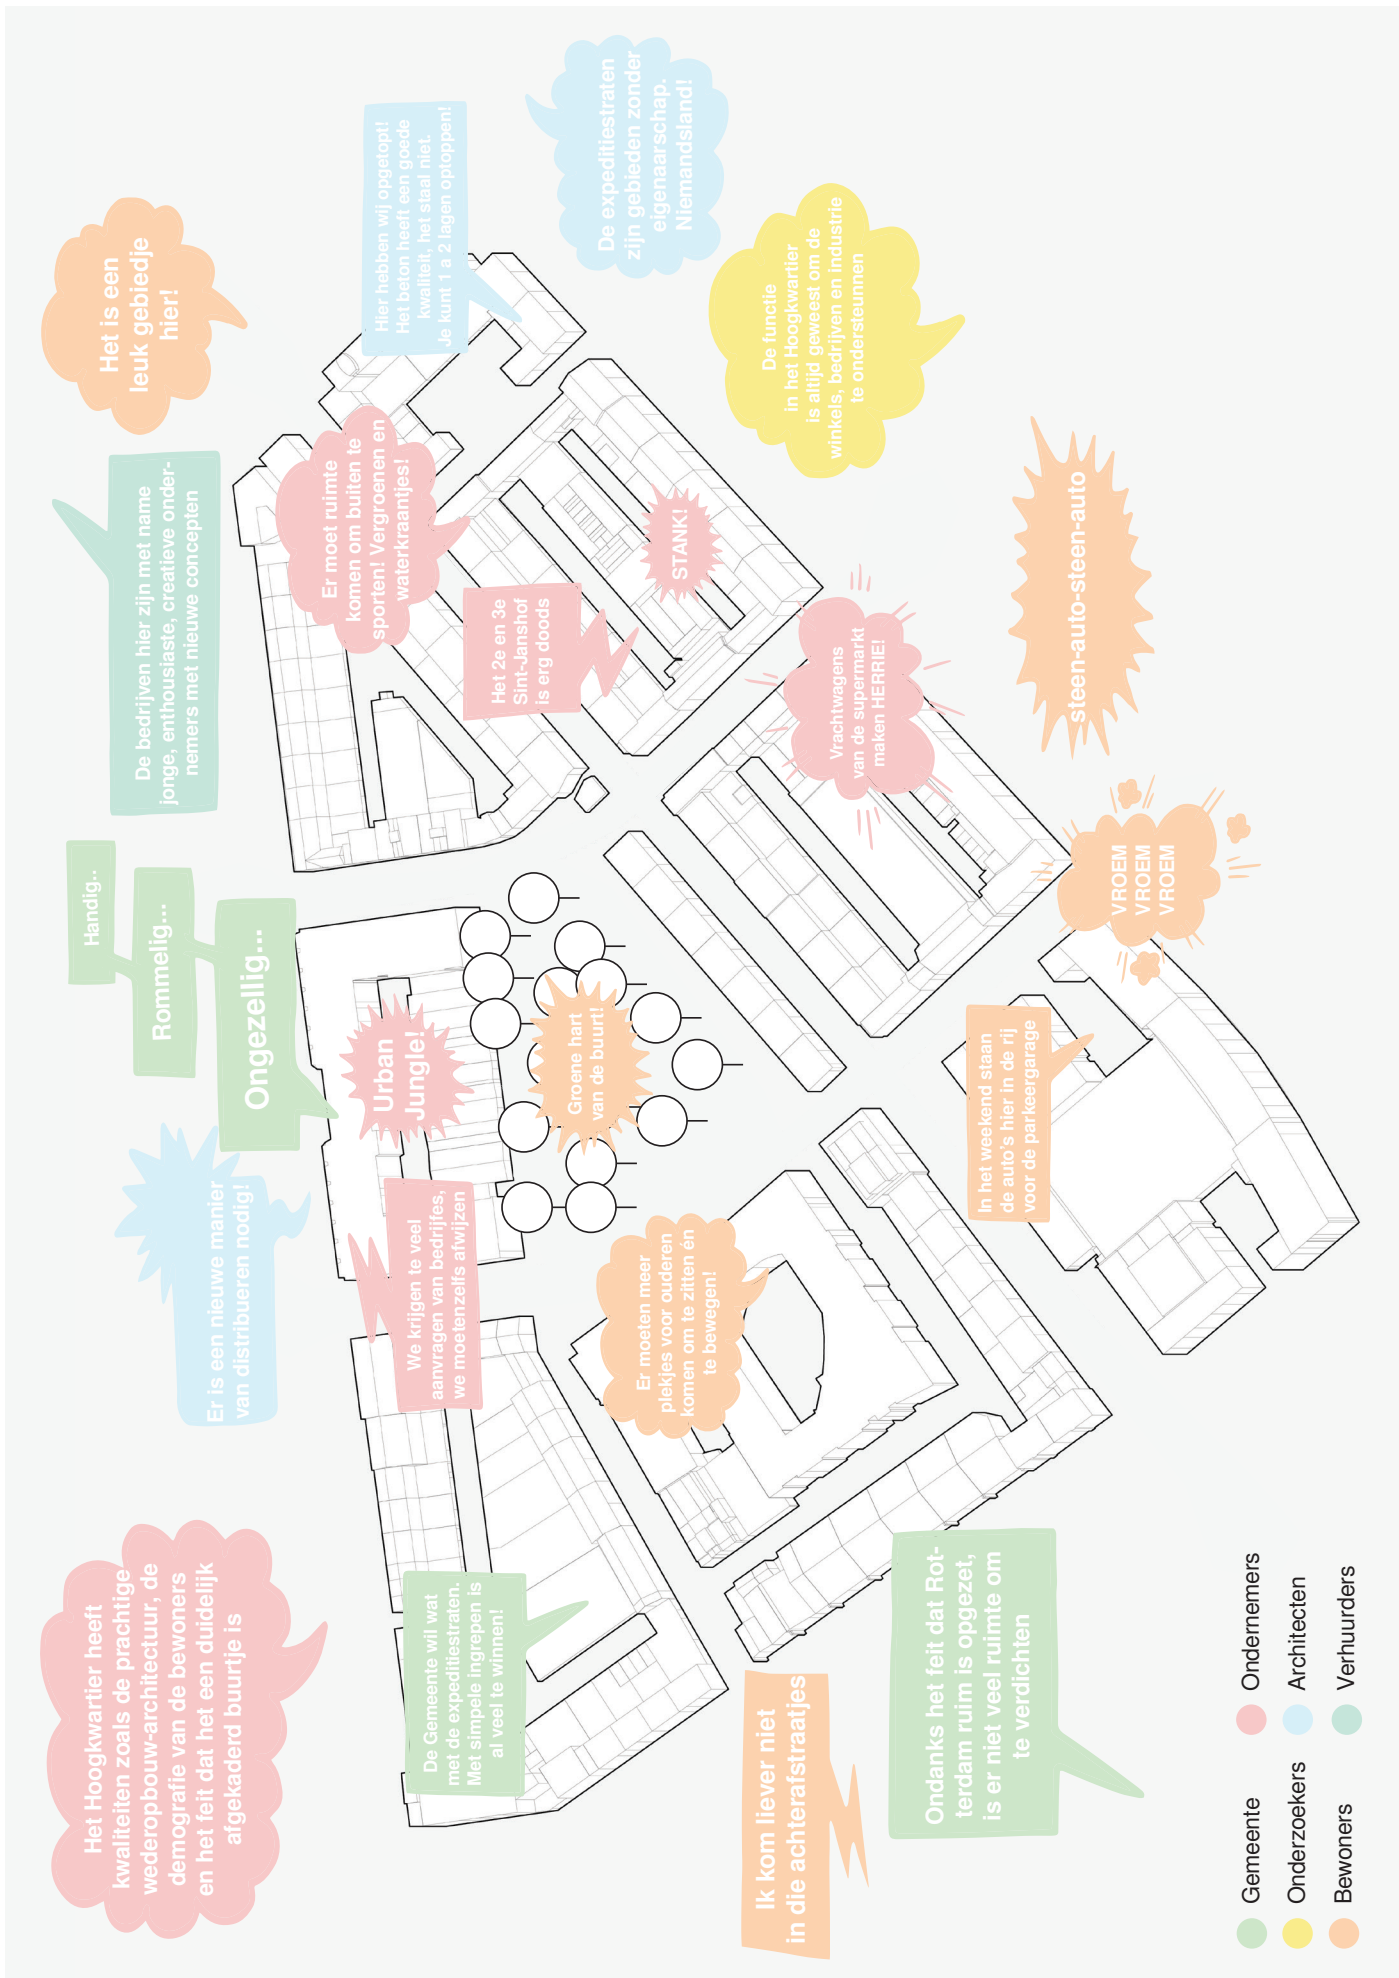 Het Hoogkwartier heeft
kwaliteiten zoals de prachtige
wederopbouw-architectuur, de
demografie van de bewoners
en het feit dat het een duidelijk
afgekaderd buurtje is
Er is een nieuwe manier
van distribueren nodig!
Handig..
Rommelig...
Ongezellig...
De bedrijven hier zijn met name
jonge, enthousiaste, creatieve onder-
nemers met nieuwe concepten
Het is een
leuk gebiedje
hier!
Hier hebben wij opgetopt!
Het beton heeft een goede
kwaliteit, het staal niet.
Je kunt 1 a 2 lagen optoppen!
De expeditiestraten
zijn gebieden zonder
eigenaarschap.
Niemandsland!
Er moet ruimte
komen om buiten te
sporten! Vergroenen en
waterkraantjes!
Urban
Jungle!
We krijgen te veel
aanvragen van bedrijfes,
we moetenzelfs afwijzen
De Gemeente wil wat
met de expeditiestraten.
Met simpele ingrepen is
al veel te winnen!
Groene hart
van de buurt!
Het 2e en 3e
Sint-Janshof
is erg doods
STANK!
De functie
in het Hoogkwartier
is altijd geweest om de
winkels, bedrijven en industrie
te ondersteunnen
Er moeten meer
plekjes voor ouderen
komen om te zitten én
te bewegen!
Vrachtwagens
van de supermarkt
maken HERRIE!
Ik kom liever niet
in die achterafstraatjes
Ondanks het feit dat Rot-
terdam ruim is opgezet,
is er niet veel ruimte om
te verdichten
In het weekend staan
de auto's hier in de rij
voor de parkeergarage
VROEM
VROEM
VROEM
steen-auto-steen-auto
Gemeente
Onderzoekers
Bewoners
Ondernemers
Architecten
Verhuurders